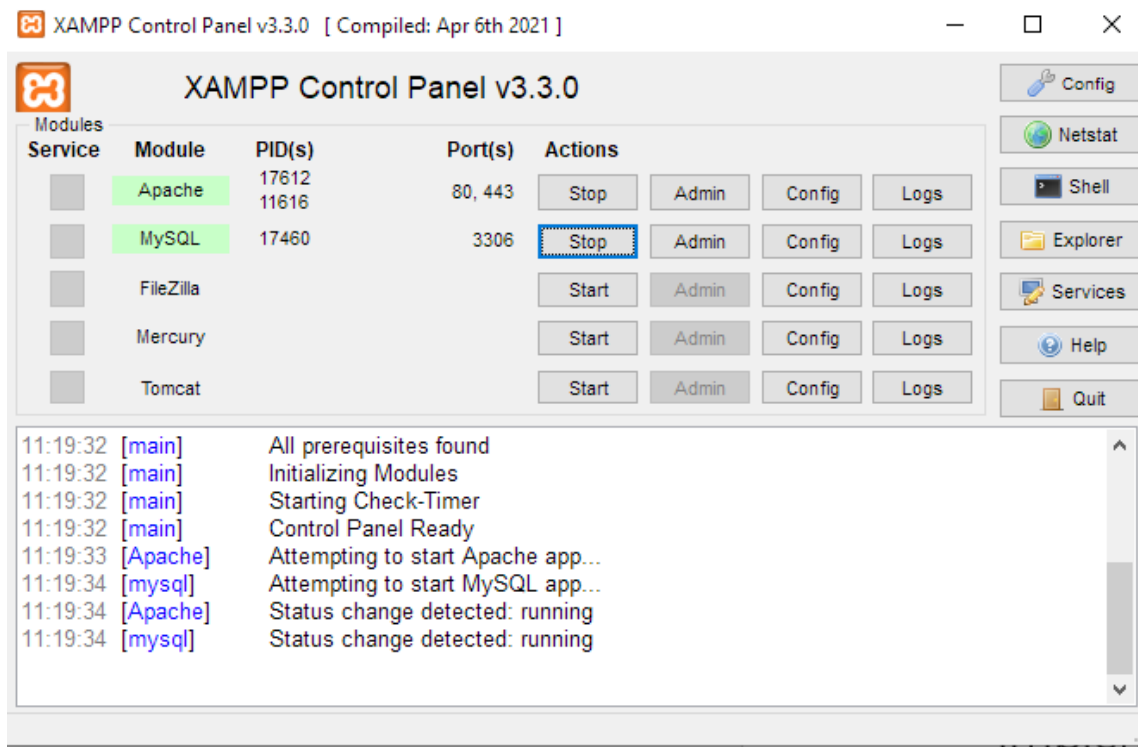 XAMPP Control Panel v3.3.0 [ Compiled: Apr 6th 2021 ]
XAMPP Control Panel v3.3.0
Config
Modules
Netstat
Service Module PID(s) Port(s) Actions
Apache 17612 11616 80, 443 Stop Admin Config Logs
Shell
MySQL 17460 3306 Stop Admin Config Logs
Explorer
FileZilla Start Admin Config Logs
Services
Mercury Start Admin Config Logs
Help
Tomcat Start Admin Config Logs
Quit
11:19:32 [main] All prerequisites found
11:19:32 [main] Initializing Modules
11:19:32 [main] Starting Check-Timer
11:19:32 [main] Control Panel Ready
11:19:33 [Apache] Attempting to start Apache app...
11:19:34 [mysql] Attempting to start MySQL app...
11:19:34 [Apache] Status change detected: running
11:19:34 [mysql] Status change detected: running